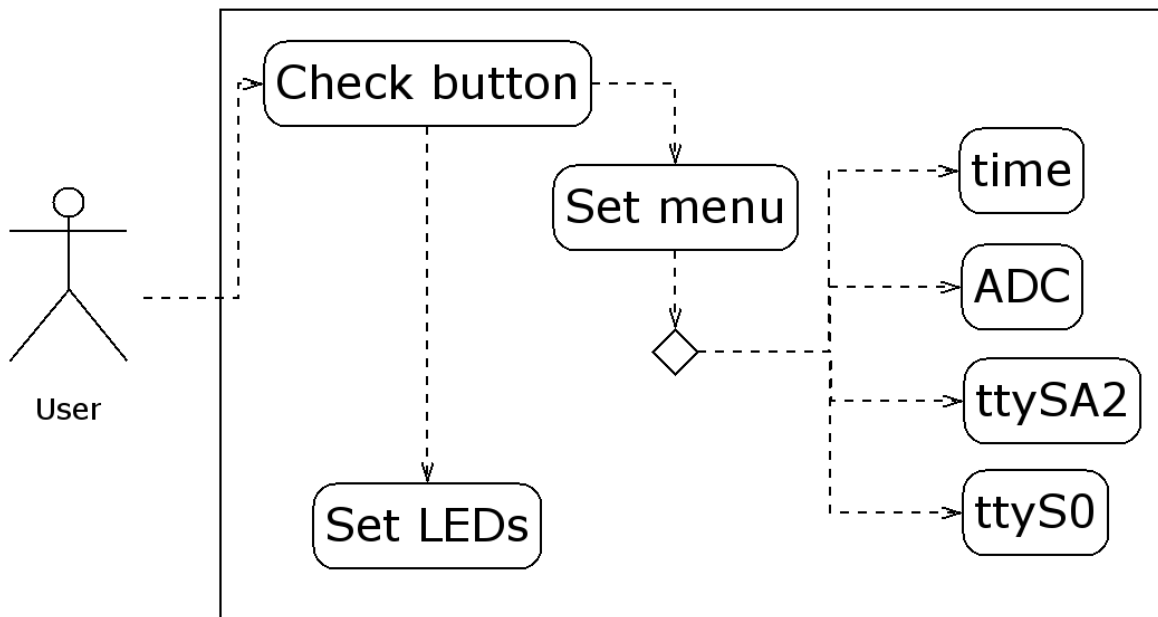 Check button
Set menu
time
ADC
ttySA2
ttyS0
Set LEDs
User